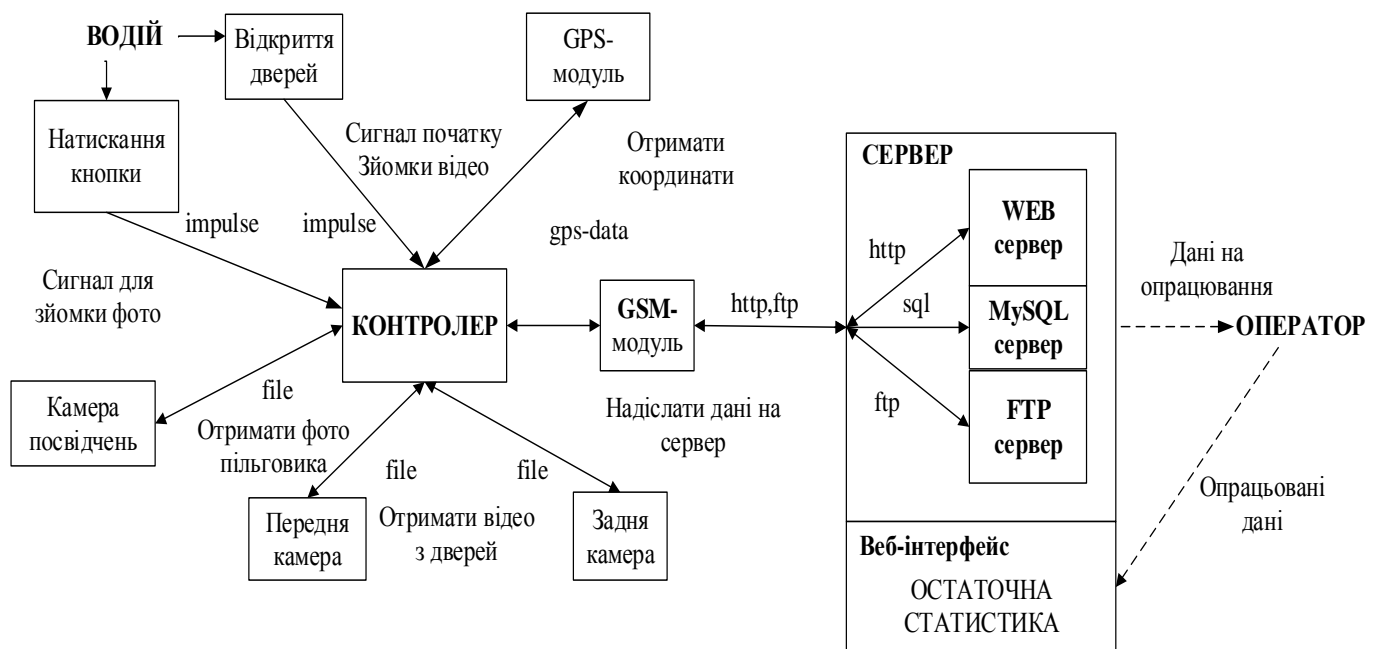 ВОДІЙ
Відкриття
дверей
GPS-
модуль
Натискання
кнопки
Сигнал початку
Зйомки відео
Отримати
координати
impulse
impulse
gps-data
Сигнал для
зйомки фото
КОНТРОЛЕР
GSM-
модуль
http,ftp
Надіслати дані на
сервер
СЕРВЕР
WEB
сервер
http
sql
MySQL
сервер
ftp
FTP
сервер
Дані на
опрацювання
ОПЕРАТОР
Опрацьовані
дані
Камера
посвідчень
file
Отримати фото
пільговика
file
file
Передня
камера
Отримати відео
з дверей
Задня
камера
Веб-інтерфейс
ОСТАТОЧНА
СТАТИСТИКА